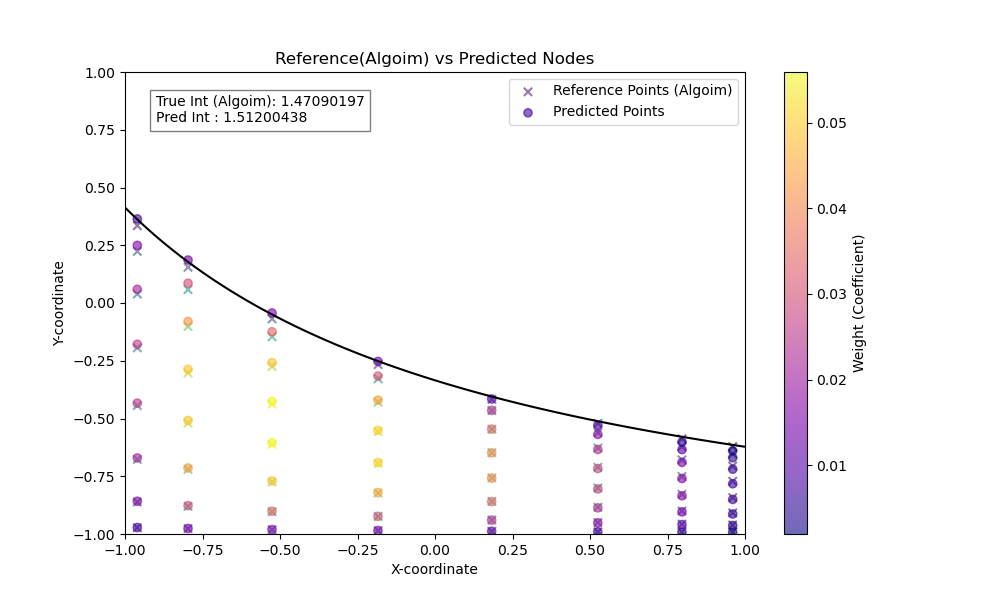 Reference(Algoim) vs Predicted Nodes
True Int (Algoim): 1.47090197
Pred Int : 1.51200438
Reference Points (Algoim)
Predicted Points
1.00
0.75
0.50
0.25
0.00
−0.25
−0.50
−0.75
−1.00
Y-coordinate
−1.00
−0.75
−0.50
−0.25
0.00
0.25
0.50
0.75
1.00
X-coordinate
0.05
0.04
0.03
0.02
0.01
Weight (Coefficient)